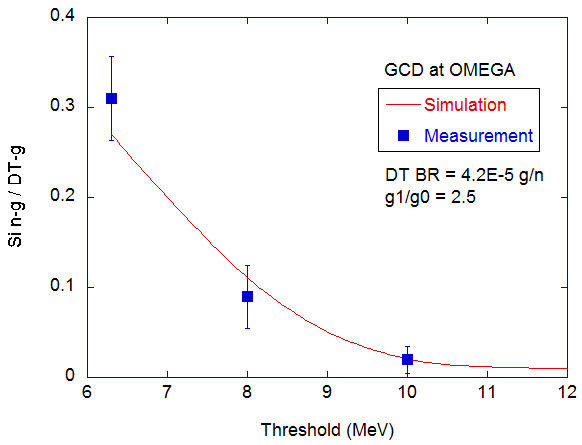 0.4
0.3
0.2
0.1
0
6
7
8
9
10
11
12
Si n-g / DT-g
Threshold (MeV)
GCD at OMEGA
Simulation
Measurement
DT BR = 4.2E-5 g/n
g1/g0 = 2.5